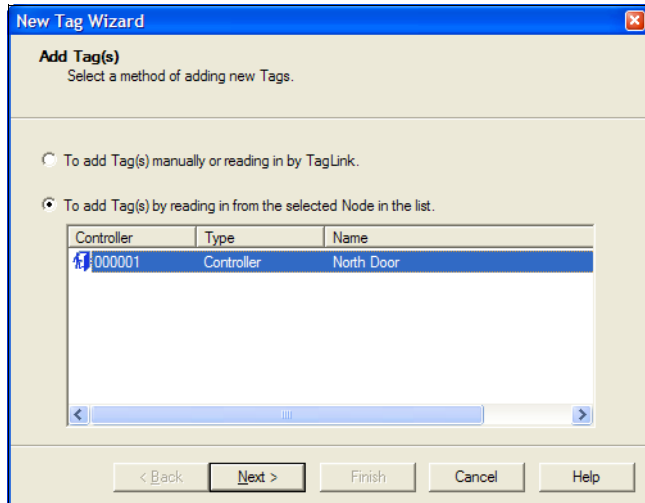 New Tag Wizard
Add Tag(s)
Select a method of adding new Tags.
To add Tag(s) manually or reading in by TagLink.
To add Tag(s) by reading in from the selected Node in the list.
Controller Type Name
000001 Controller North Door
< Back Next > Finish Cancel Help